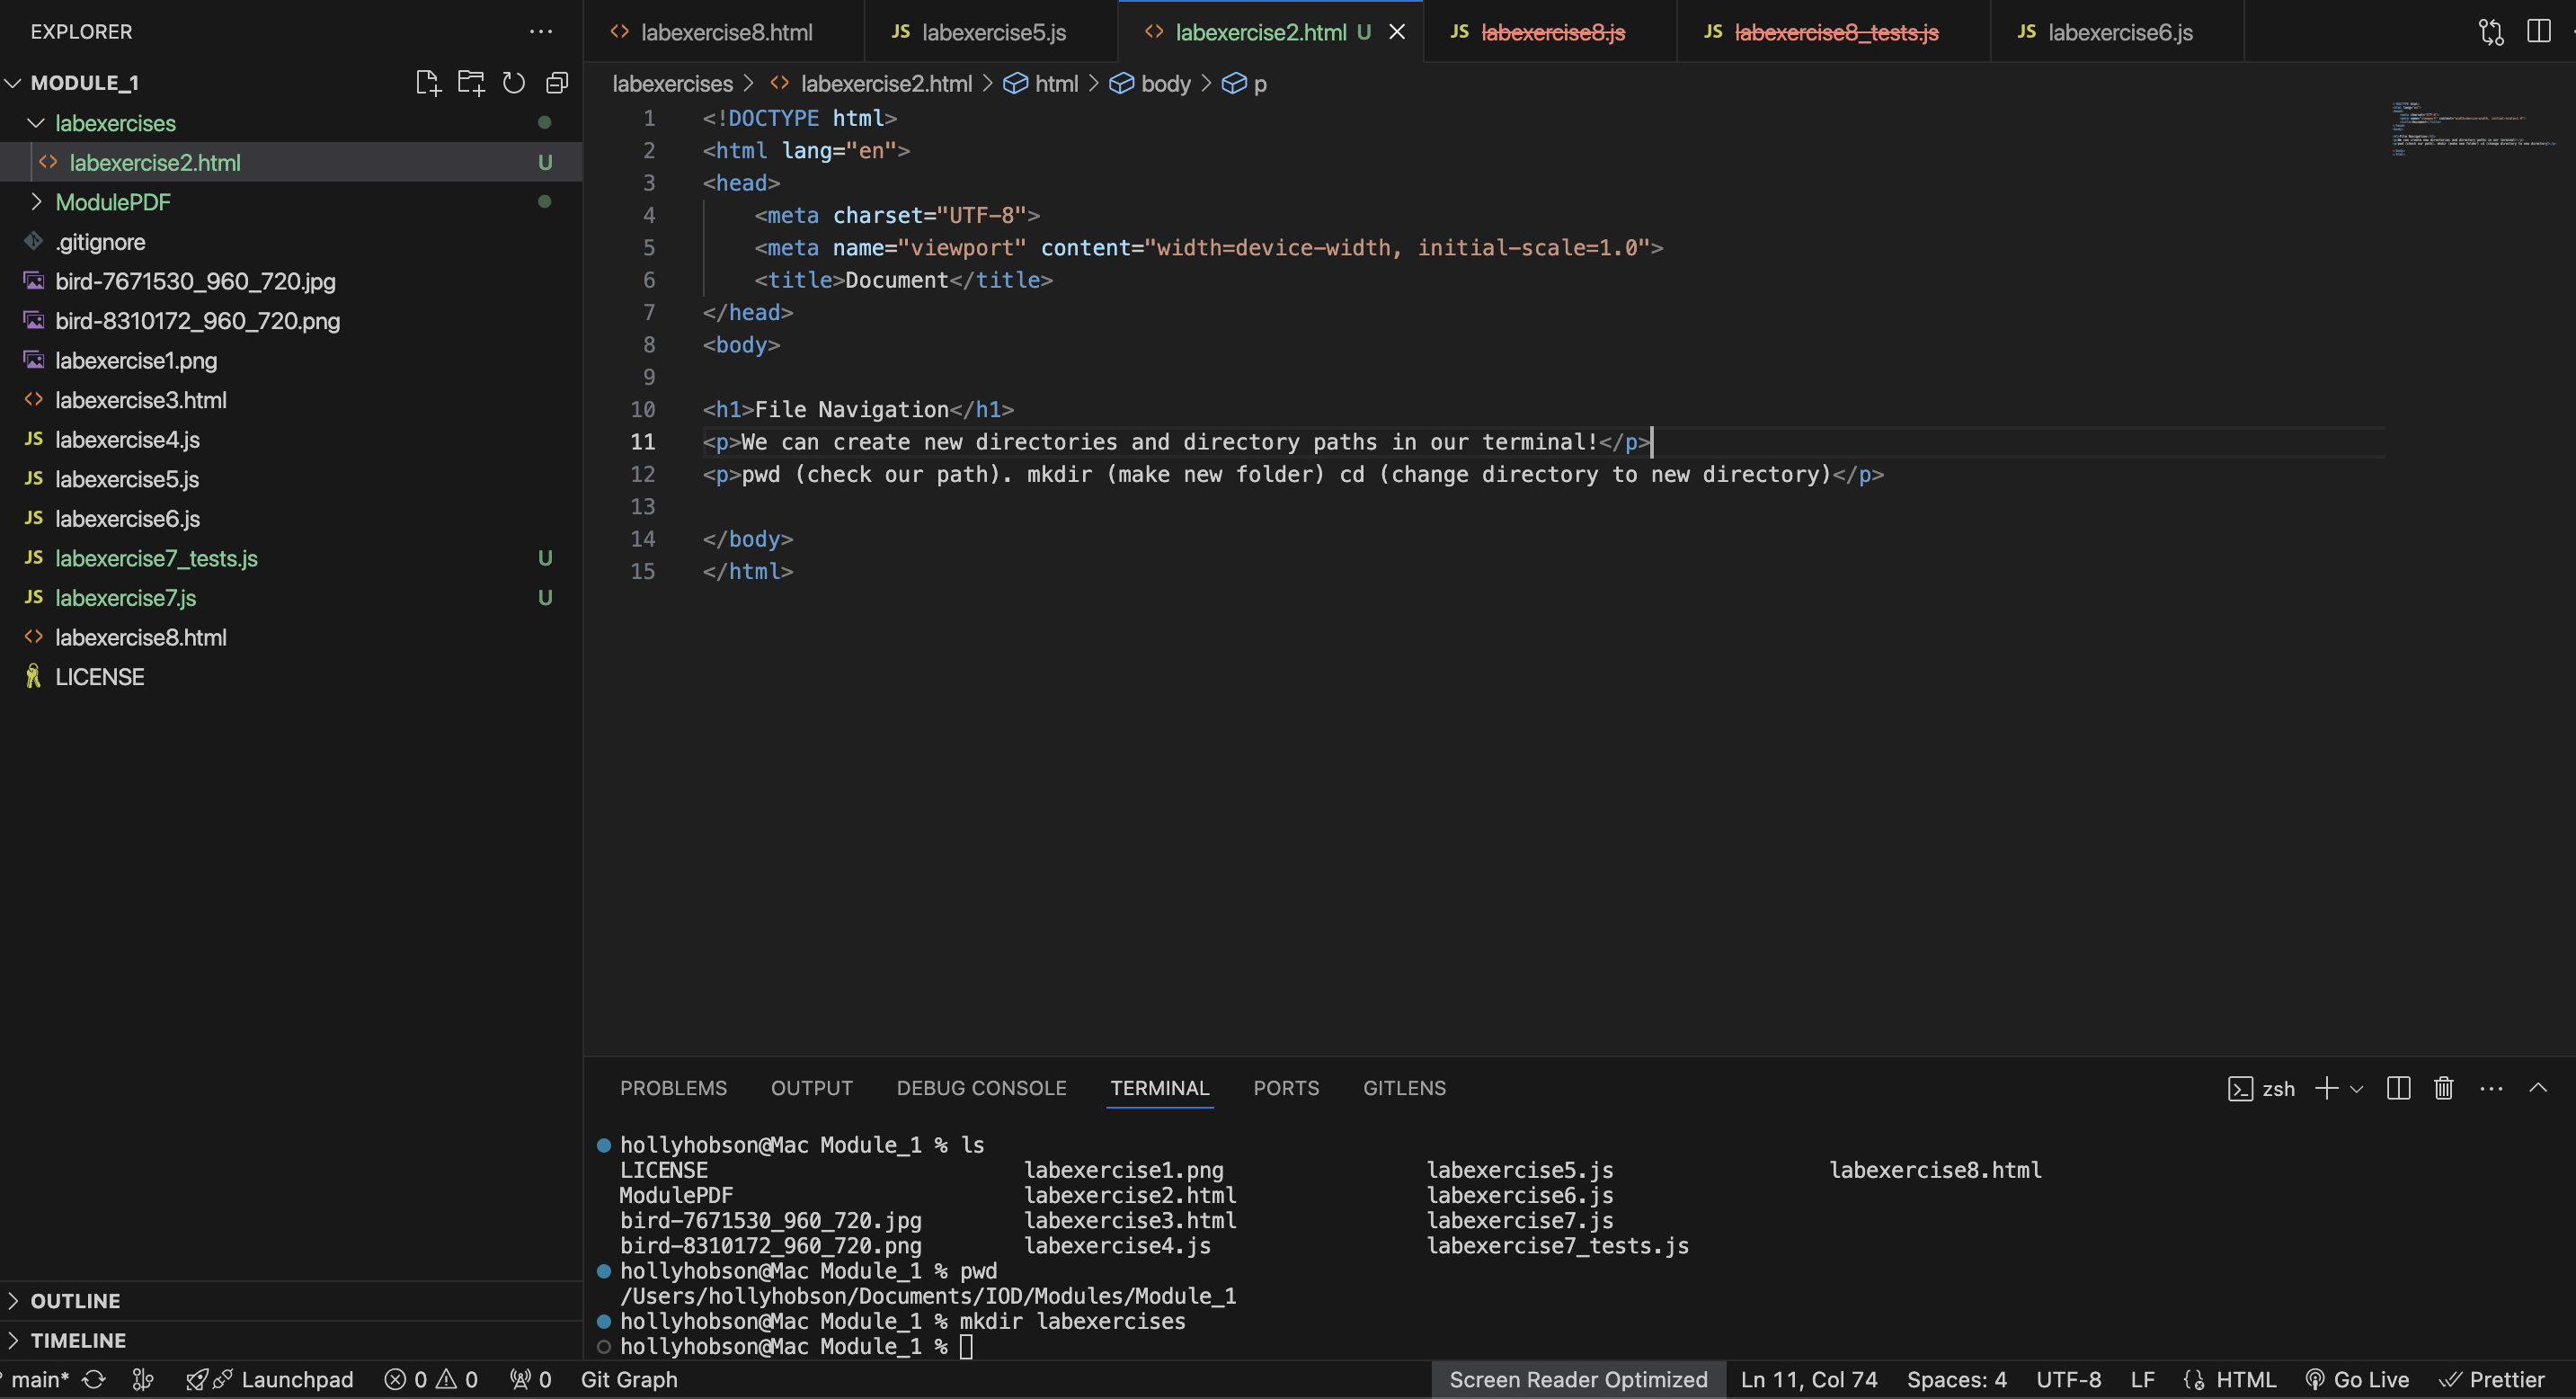 EXPLORER
MODULE_1
labexercises
labexercise2.html U
ModulePDF
.gitignore
bird-7671530_960_720.jpg
bird-8310172_960_720.png
labexercise1.png
labexercise3.html
JS labexercise4.js
JS labexercise5.js
JS labexercise6.js
JS labexercise7_tests.js U
JS labexercise7.js U
labexercise8.html
LICENSE
OUTLINE
TIMELINE
labexercise8.html JS labexercise5.js labexercise2.html U JS labexercise8.js JS labexercise8_tests.js JS labexercise6.js
labexercises > labexercise2.html > html > body > p
1 <!DOCTYPE html>
2 <html lang="en">
3 <head>
4 <meta charset="UTF-8">
5 <meta name="viewport" content="width=device-width, initial-scale=1.0">
6 <title>Document</title>
7 </head>
8 <body>
9
10 <h1>File Navigation</h1>
11 <p>We can create new directories and directory paths in our terminal!</p>
12 <p>pwd (check our path). mkdir (make new folder) cd (change directory to new directory)</p>
13
14 </body>
15 </html>
PROBLEMS OUTPUT DEBUG CONSOLE TERMINAL PORTS GITLENS zsh
hollyhobson@Mac Module_1 % ls
LICENSE labexercise1.png labexercise5.js labexercise8.html
ModulePDF labexercise2.html labexercise6.js
bird-7671530_960_720.jpg labexercise3.html labexercise7.js
bird-8310172_960_720.png labexercise4.js labexercise7_tests.js
hollyhobson@Mac Module_1 % pwd
/Users/hollyhobson/Documents/IOD/Modules/Module_1
hollyhobson@Mac Module_1 % mkdir labexercises
hollyhobson@Mac Module_1 %
main* Launchpad 0 0 0 Git Graph Screen Reader Optimized Ln 11, Col 74 Spaces: 4 UTF-8 LF HTML Go Live Prettier